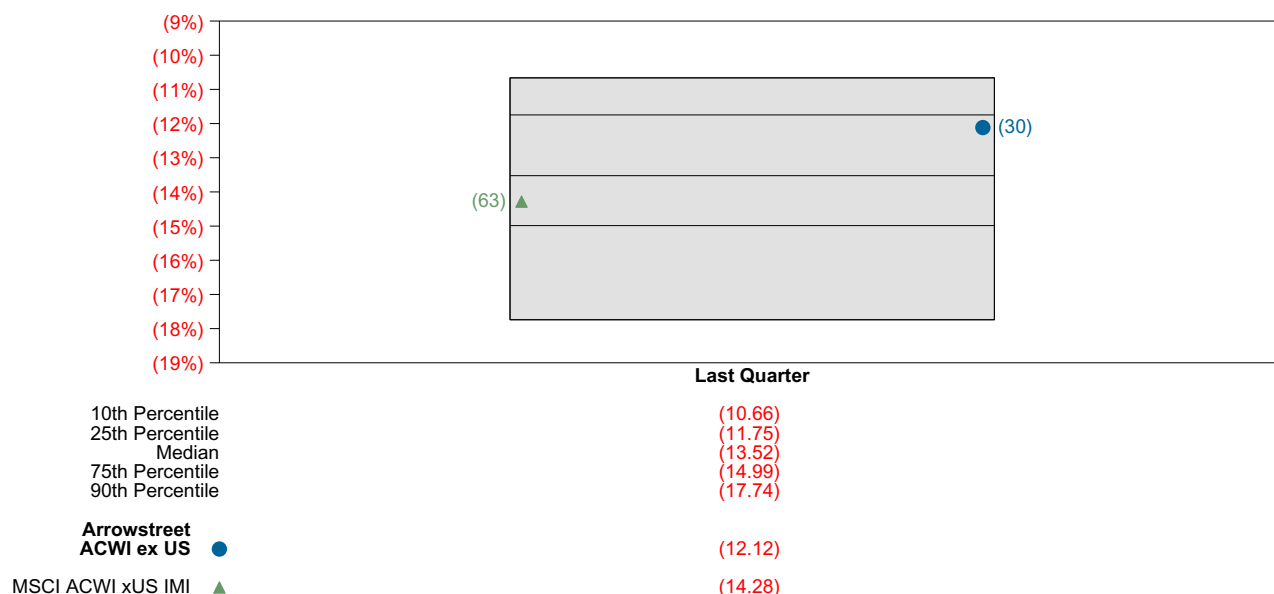 (9%)
(10%)
(11%)
(12%)
(13%)
(14%)
(15%)
(16%)
(17%)
(18%)
(19%)
(30)
(63)
Last Quarter
10th Percentile (10.66)
25th Percentile (11.75)
Median (13.52)
75th Percentile (14.99)
90th Percentile (17.74)
Arrowstreet
ACWI ex US (12.12)
MSCI ACWI xUS IMI (14.28)